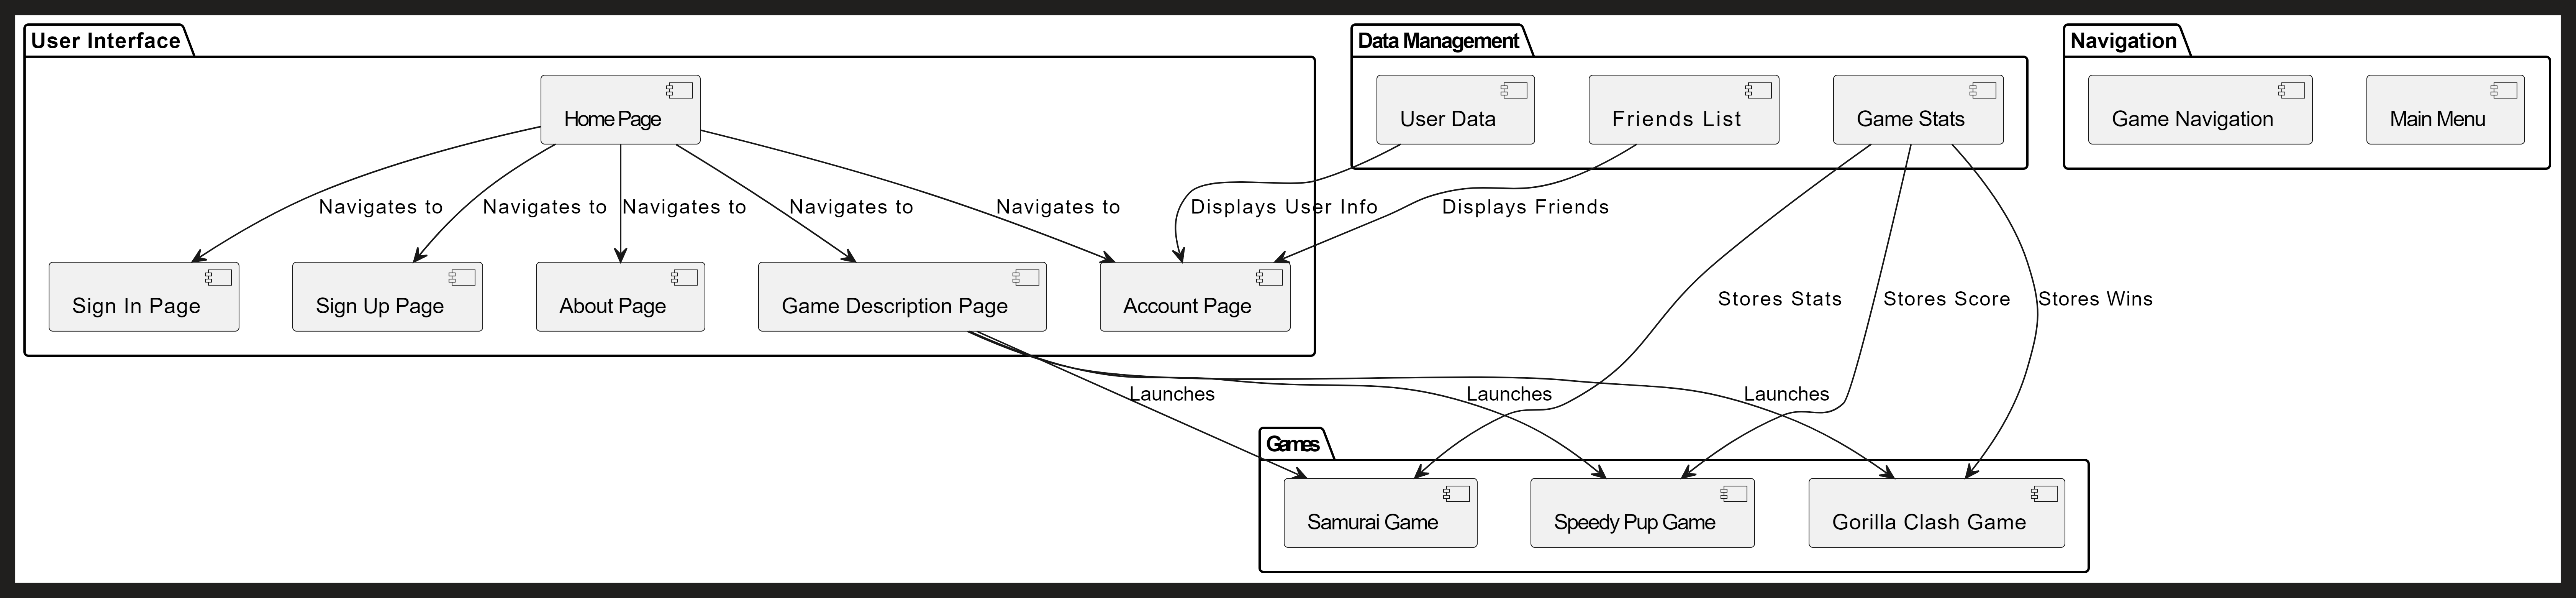 User Interface
Data Management
Navigation
Home Page
User Data
Friends List
Game Stats
Game Navigation
Main Menu
Navigates to
Navigates to
Navigates to
Navigates to
Navigates to
Displays User Info
Displays Friends
Sign In Page
Sign Up Page
About Page
Game Description Page
Account Page
Stores Stats
Stores Score
Stores Wins
Launches
Launches
Launches
Games
Samurai Game
Speedy Pup Game
Gorilla Clash Game